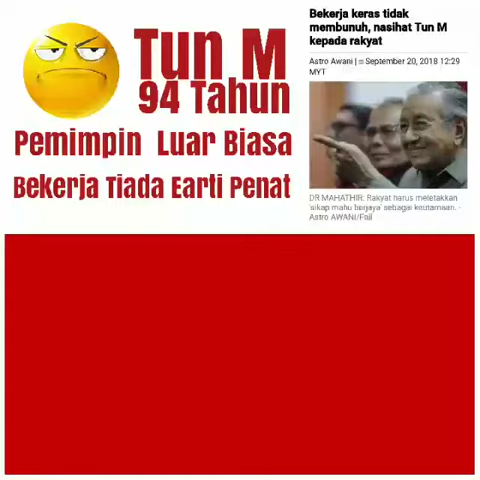 Tun M
94 Tahun
Pemimpin Luar Biasa
Bekerja Tiada Earti Penat
Bekerja keras tidak
membunuh, nasihat Tun M
kepada rakyat
Astro Awani | September 20, 2018 12:29
MYT
DR MAHATHIR: Rakyat harus meletakkan
'sikap mahu berjaya' sebagai keutamaan. -
Astro AWANI/Fail